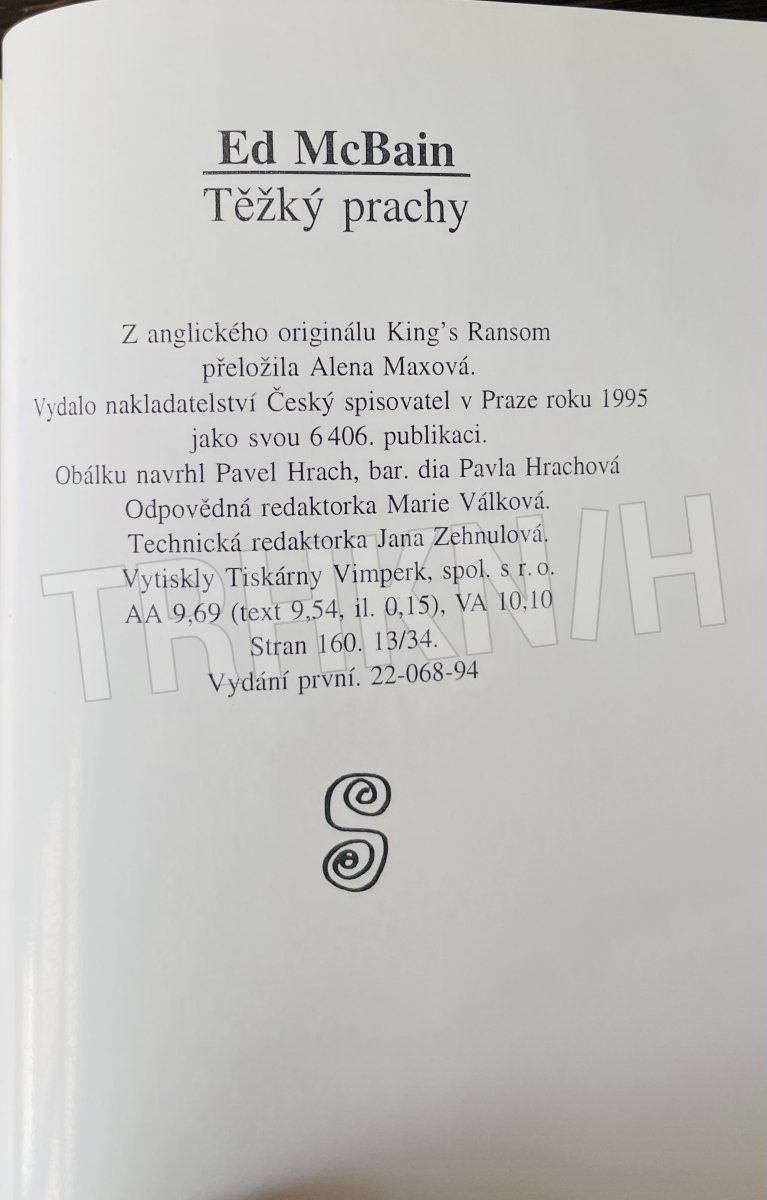 Ed McBain
Těžký prachy
Z anglického originálu King's Ransom
přeložila Alena Maxová.
Vydalo nakladatelství Český spisovatel v Praze roku 1995
jako svou 6 406. publikaci.
Obálku navrhl Pavel Hrach, bar. dia Pavla Hrachová
Odpovědná redaktorka Marie Válková.
Technická redaktorka Jana Zehnulová.
Vytiskly Tiskárny Vimperk, spol. s r. o.
AA 9,69 (text 9,54, il. 0,15), VA 10,10
Stran 160. 13/34.
Vydání první. 22-068-94